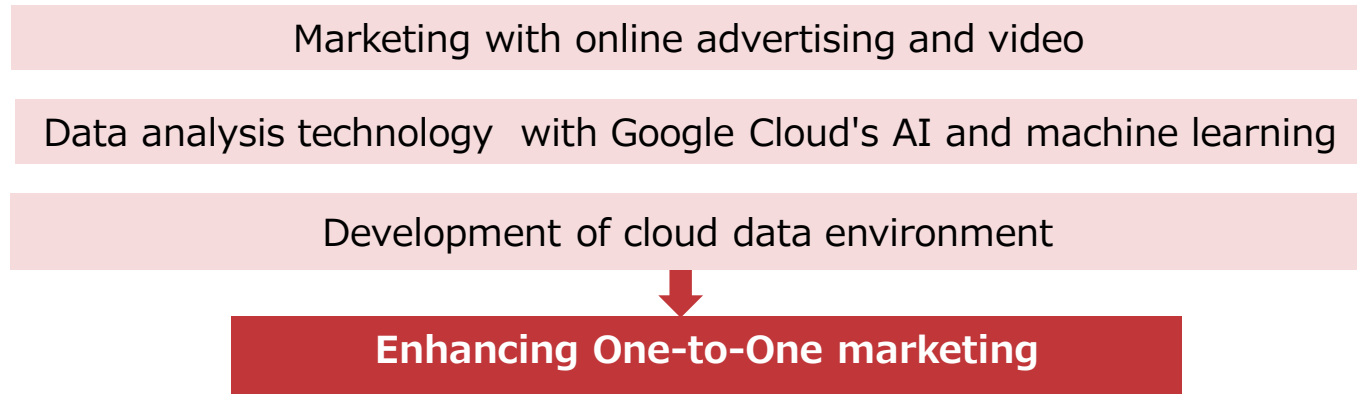 Marketing with online advertising and video
Data analysis technology  with Google Cloud's AI and machine learning
Development of cloud data environment
Enhancing One-to-One marketing